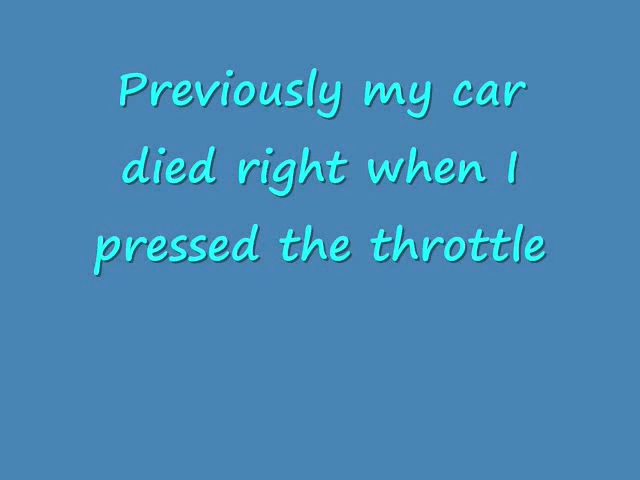 Previously my car
died right when I
pressed the throttle